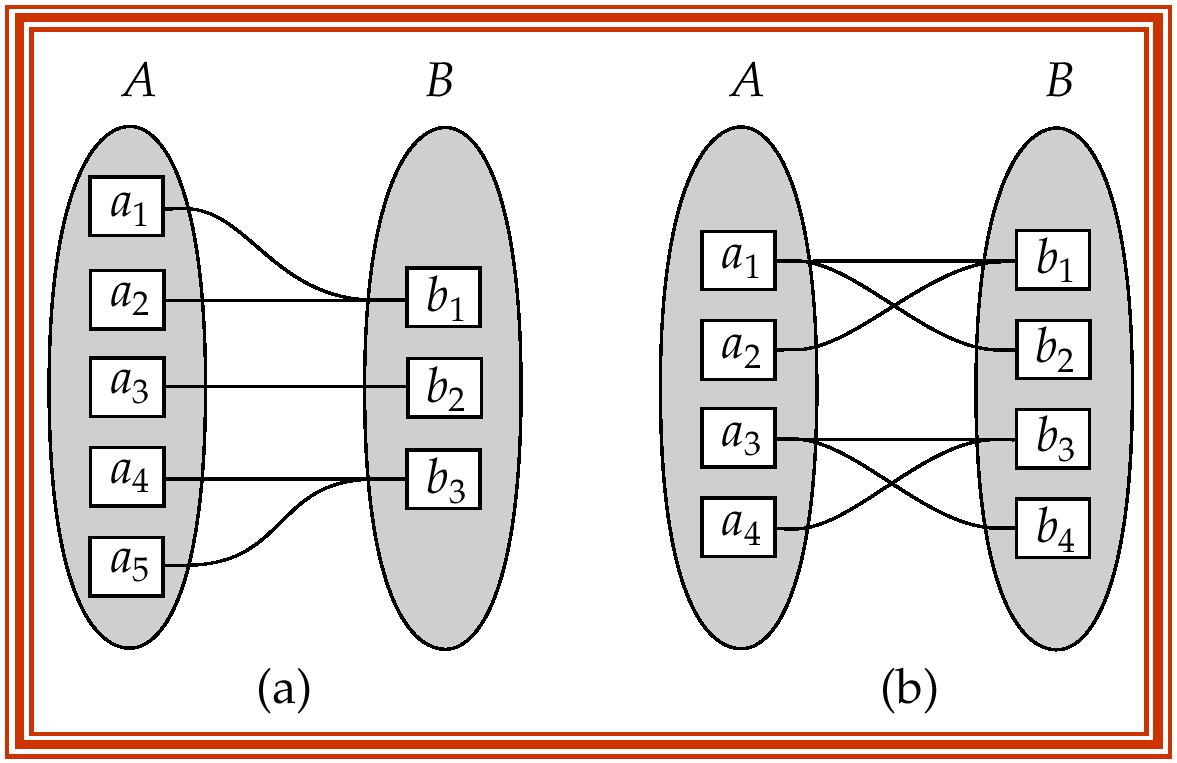 A B A B
a1
a2 b1
a3 b2
a4 b3
a5
a1 b1
a2 b2
a3 b3
a4 b4
(a) (b)